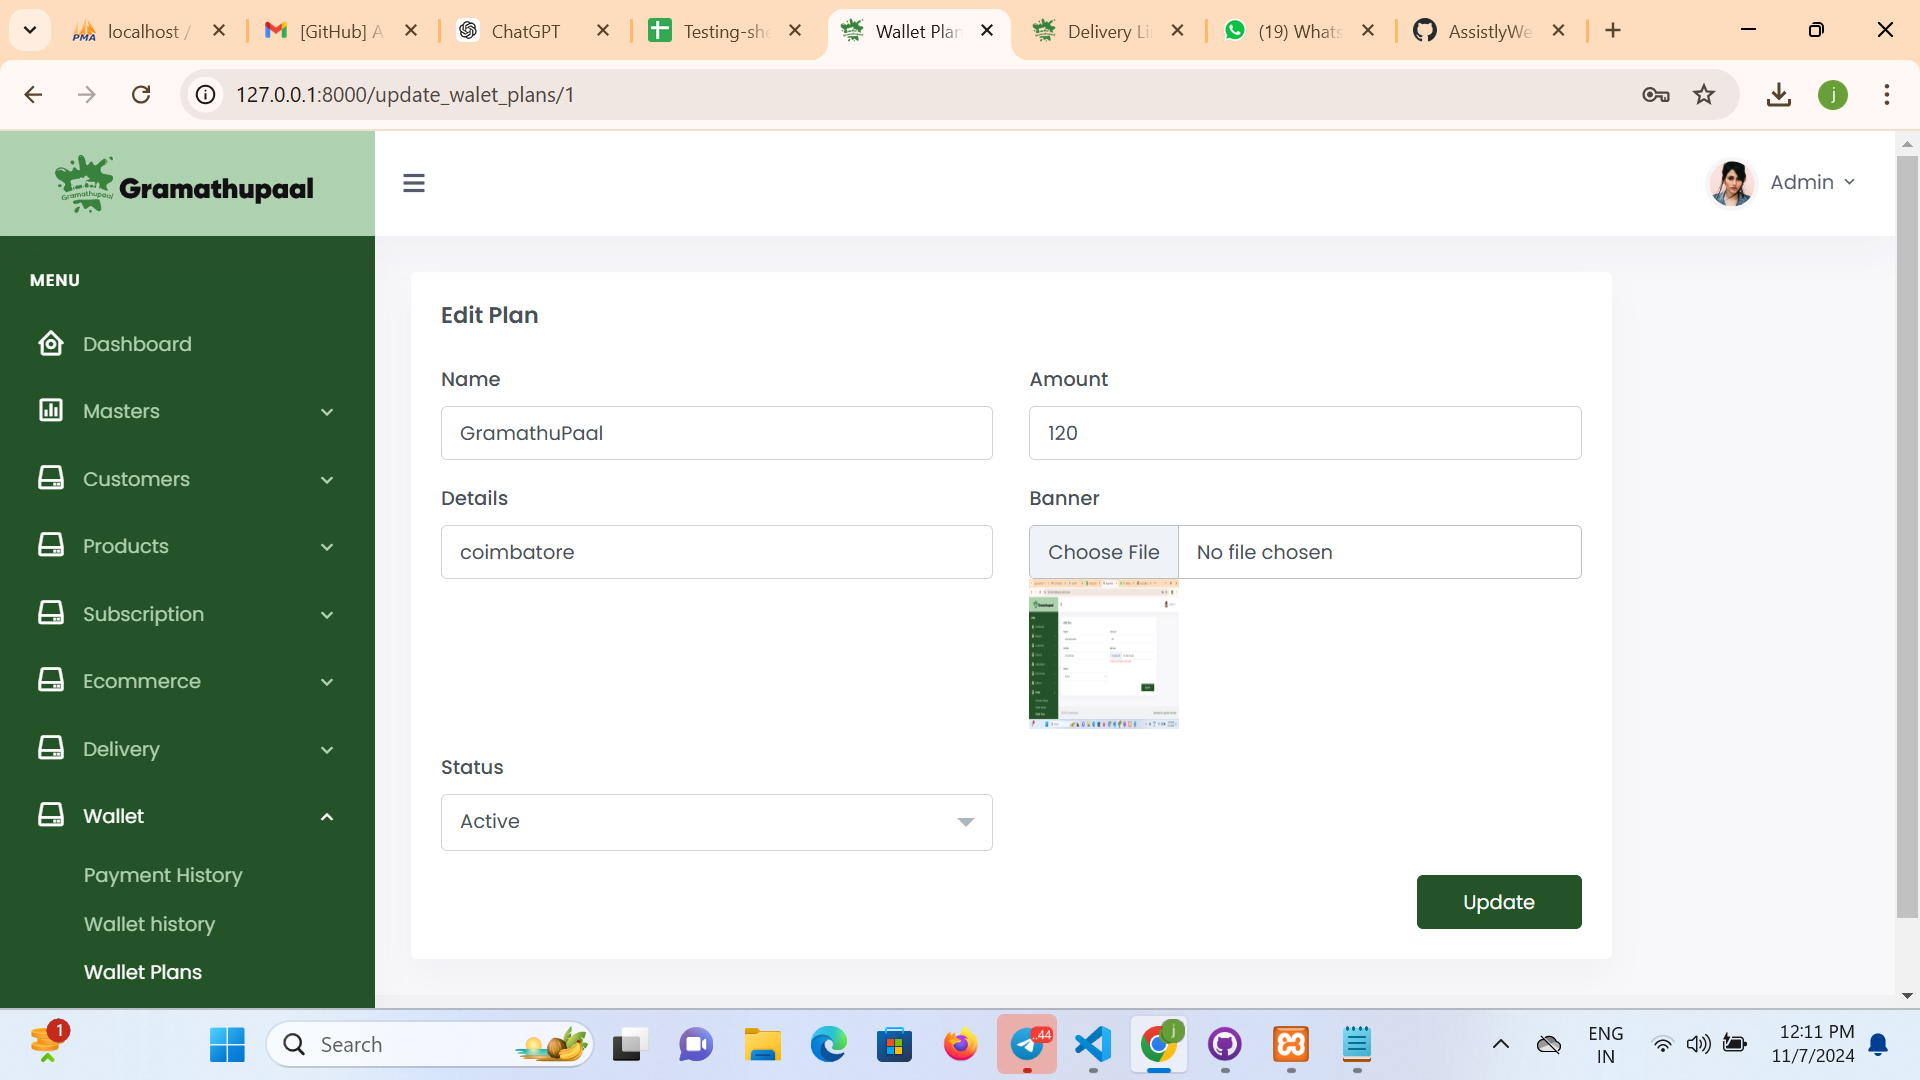 localhost /
[GitHub] A
ChatGPT
Testing-she
Wallet Plan
Delivery Li
(19) Whats
AssistlyWe
127.0.0.1:8000/update_walet_plans/1
j
Gramathupaal
Gramathupaal
Admin
MENU
Dashboard
Masters
Customers
Products
Subscription
Ecommerce
Delivery
Wallet
Payment History
Wallet history
Wallet Plans
Edit Plan
Name
Amount
GramathuPaal
120
Details
Banner
coimbatore
Choose File
No file chosen
Status
Active
Update
1
Search
..44
j
ENG
IN
12:11 PM
11/7/2024